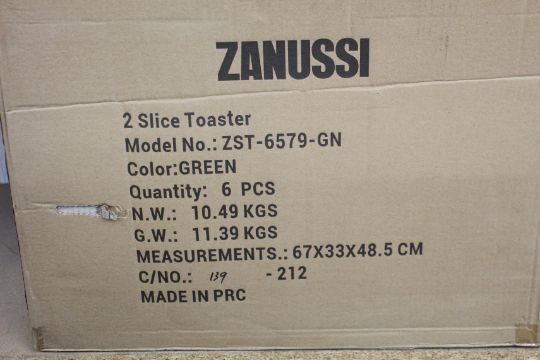 ZANUSSI
2 Slice Toaster
Model No.: ZST-6579-GN
Color:GREEN
Quantity: 6 PCS
N.W.: 10.49 KGS
G.W.: 11.39 KGS
MEASUREMENTS.: 67X33X48.5 CM
C/NO.: 139 - 212
MADE IN PRC